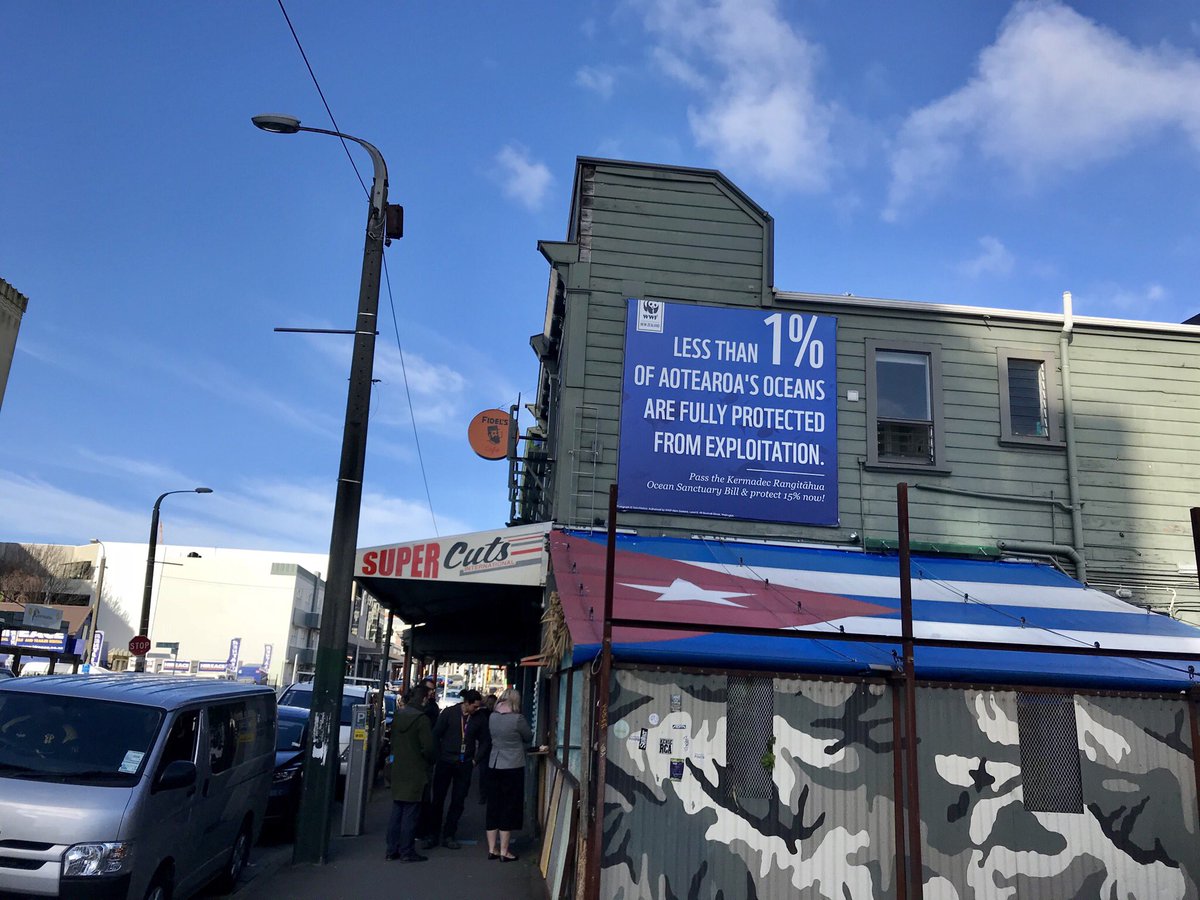 WWF
LESS THAN 1%
OF AOTEAROA'S OCEANS
ARE FULLY PROTECTED
FROM EXPLOITATION.
Pass the Kermadec Rangitāhua
Ocean Sanctuary Bill & protect 15% now!
FIDEL'S
Cafe
SUPER Cuts
INTERNATIONAL
STOP